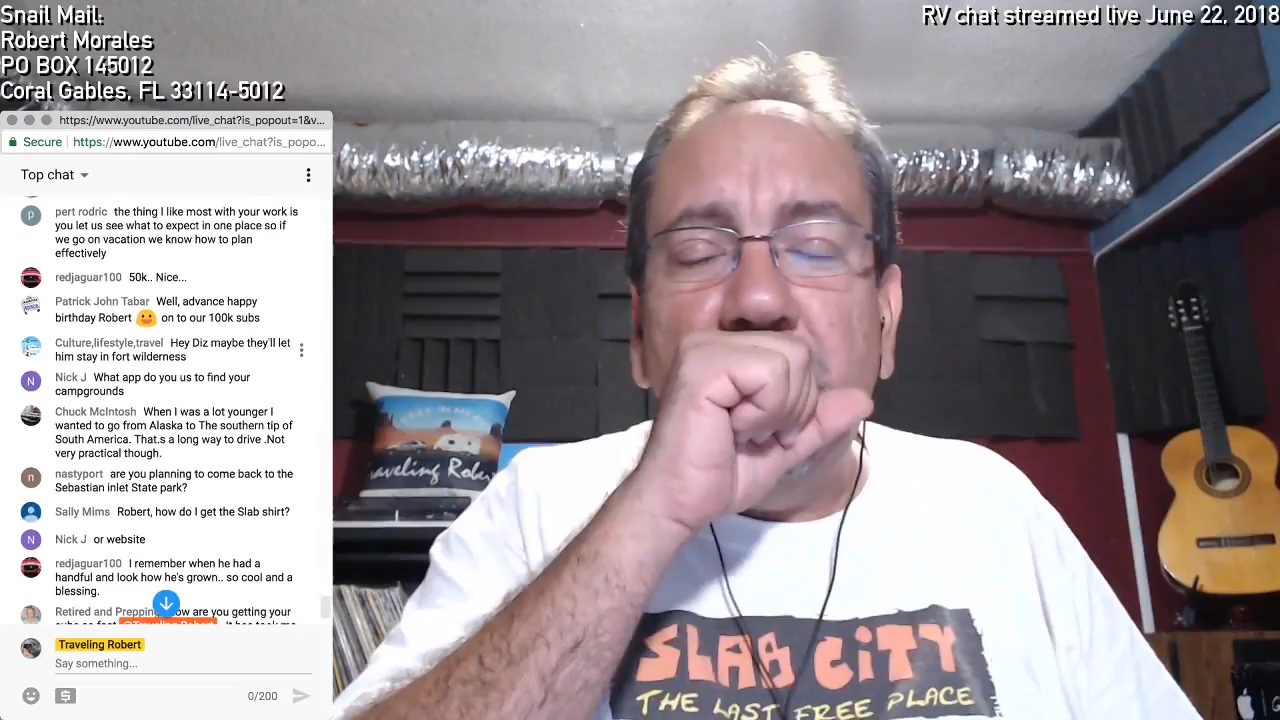 Snail Mail:
Robert Morales
PO BOX 145012
Coral Gables, FL 33114-5012
RV chat streamed live June 22, 2018
https://www.youtube.com/live_chat?is_popout=1&v...
Secure https://www.youtube.com/live_chat?is_popo...
Top chat
pert rodric the thing I like most with your work is
you let us see what to expect in one place so if
we go on vacation we know how to plan
effectively
redjaguar100 50k.. Nice...
Patrick John Tabar Well, advance happy
birthday Robert on to our 100k subs
Culture,lifestyle,travel Hey Diz maybe they'll let
him stay in fort wilderness
Nick J What app do you us to find your
campgrounds
Chuck McIntosh When I was a lot younger I
wanted to go from Alaska to The southern tip of
South America. That.s a long way to drive .Not
very practical though.
nastyport are you planning to come back to the
Sebastian inlet State park?
Sally Mims Robert, how do I get the Slab shirt?
Nick J or website
redjaguar100 I remember when he had a
handful and look how he's grown.. so cool and a
blessing.
Retired and Prepping are you getting your
Traveling Robert
Say something...
0/200
raveling Rober
SLAB CITY
THE LAST FREE PLACE